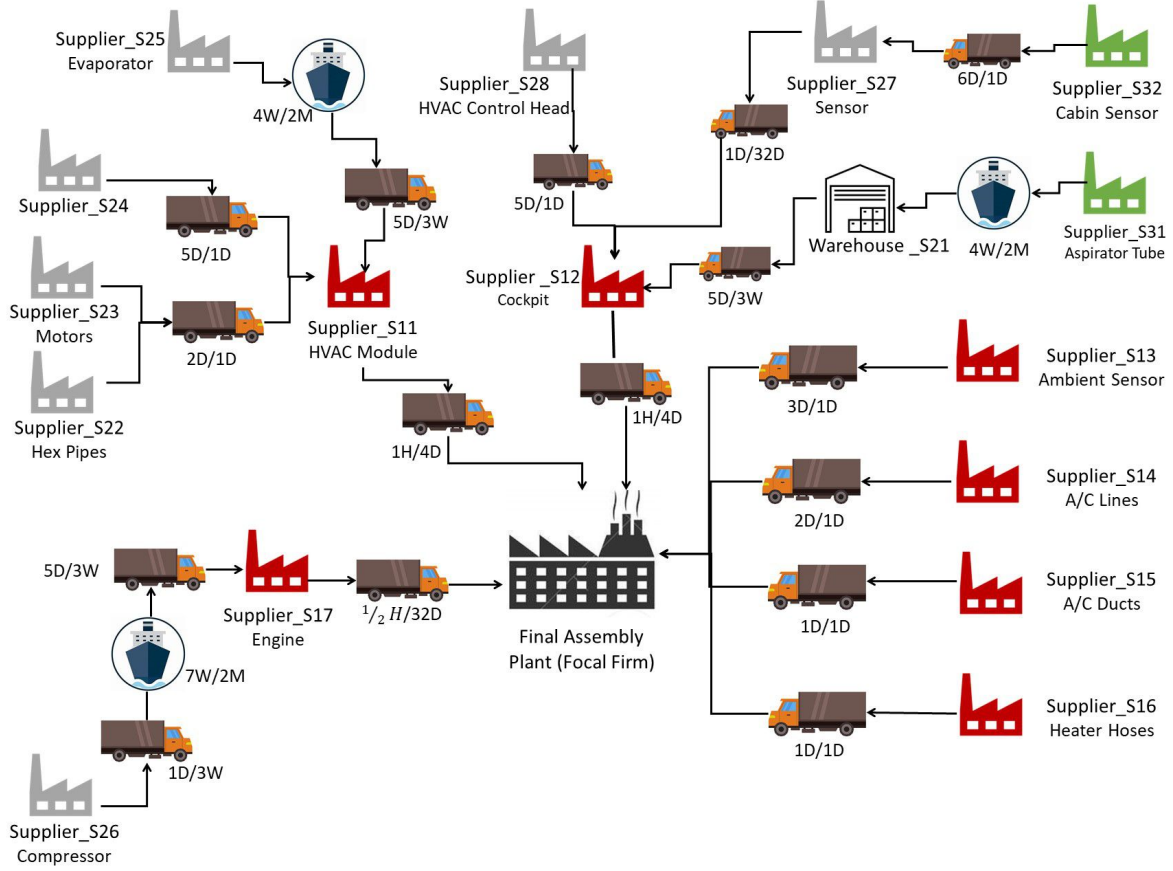 Supplier_S25
Evaporator
4W/2M
Supplier_S28
HVAC Control Head
1D/32D
Supplier_S27
Sensor
6D/1D
Supplier_S32
Cabin Sensor
Supplier_S24
5D/1D
5D/3W
5D/1D
Warehouse _S21
4W/2M
Supplier_S31
Aspirator Tube
Supplier_S23
Motors
2D/1D
Supplier_S11
HVAC Module
Supplier _S12
Cockpit
5D/3W
Supplier_S22
Hex Pipes
1H/4D
1H/4D
3D/1D
Supplier_S13
Ambient Sensor
2D/1D
Supplier_S14
A/C Lines
5D/3W
Supplier_S17
Engine
1/2 H/32D
Final Assembly
Plant (Focal Firm)
1D/1D
Supplier_S15
A/C Ducts
7W/2M
1D/3W
1D/1D
Supplier_S16
Heater Hoses
Supplier_S26
Compressor